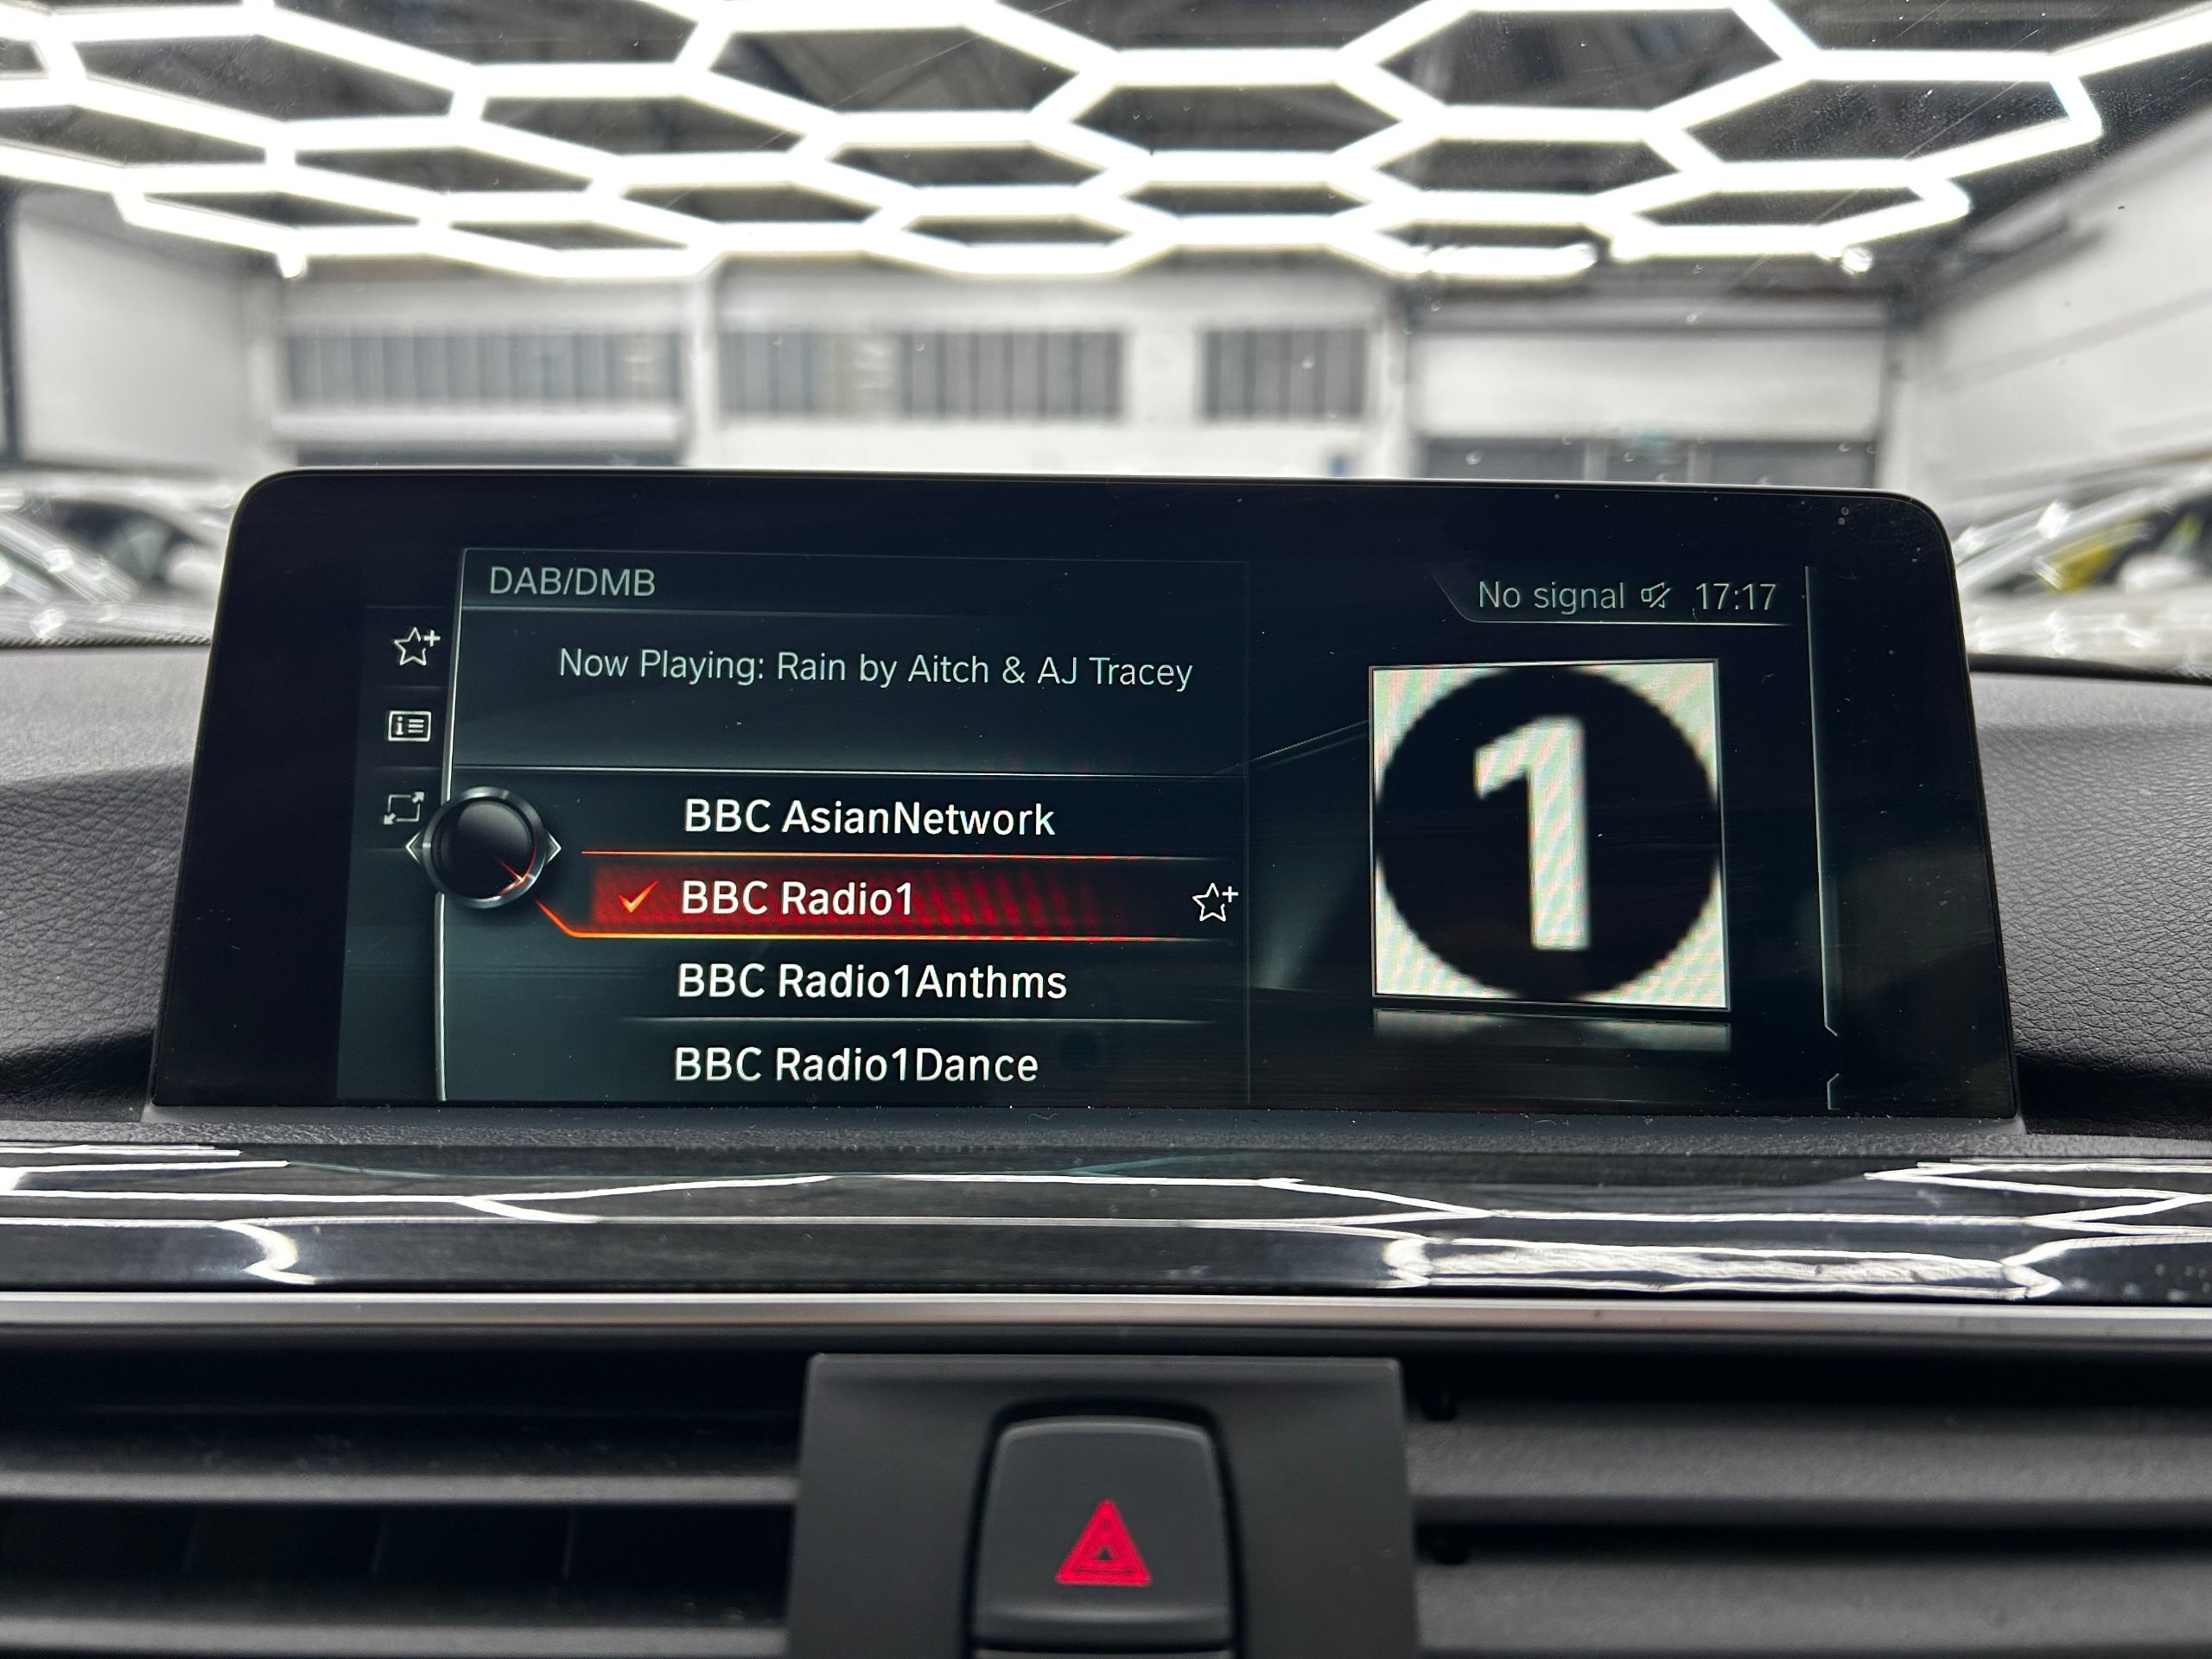 DAB/DMB
No signal 17:17
Now Playing: Rain by Aitch & AJ Tracey
BBC AsianNetwork
BBC Radio1
BBC Radio1Anthms
BBC Radio1Dance
1